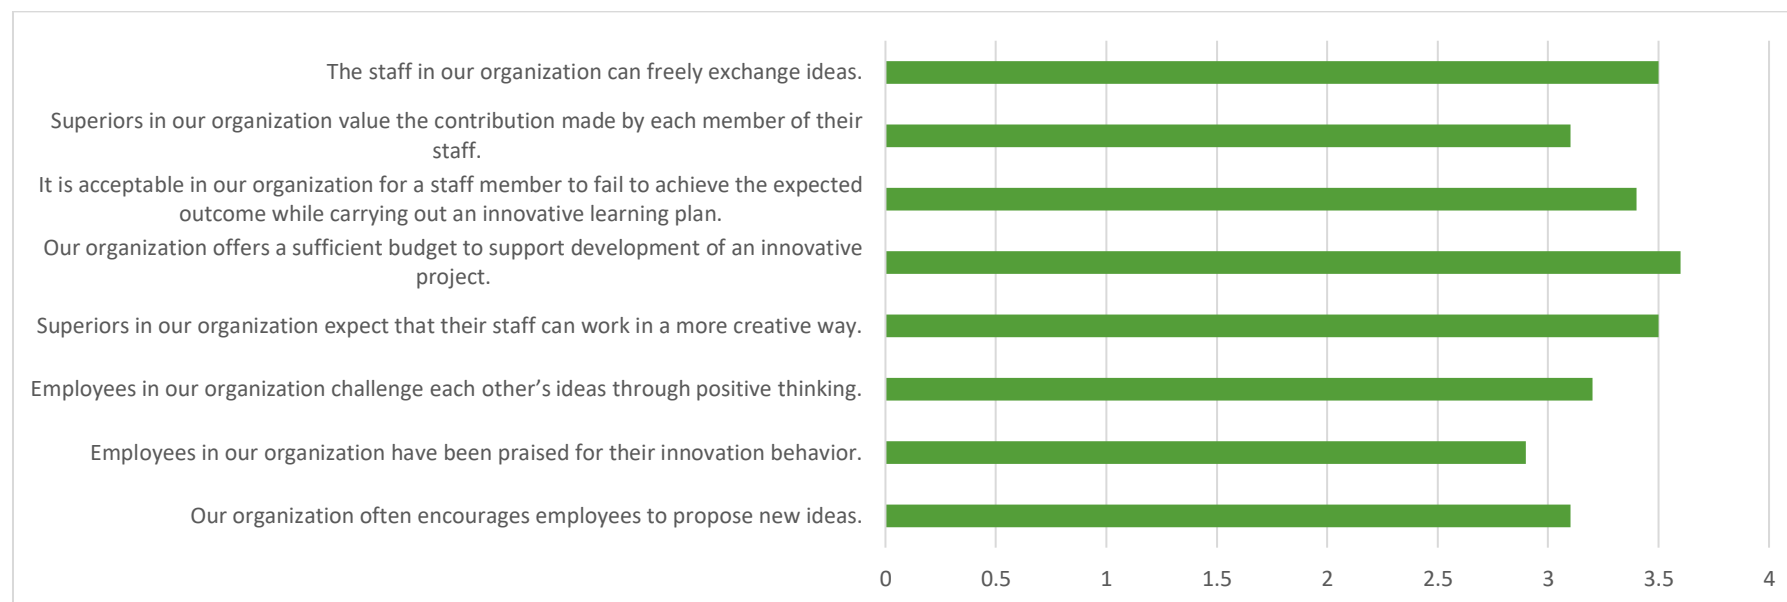 The staff in our organization can freely exchange ideas.
Superiors in our organization value the contribution made by each member of their
staff.
It is acceptable in our organization for a staff member to fail to achieve the expected
outcome while carrying out an innovative learning plan.
Our organization offers a sufficient budget to support development of an innovative
project.
Superiors in our organization expect that their staff can work in a more creative way.
Employees in our organization challenge each other’s ideas through positive thinking.
Employees in our organization have been praised for their innovation behavior.
Our organization often encourages employees to propose new ideas.
0 0.5 1 1.5 2 2.5 3 3.5 4